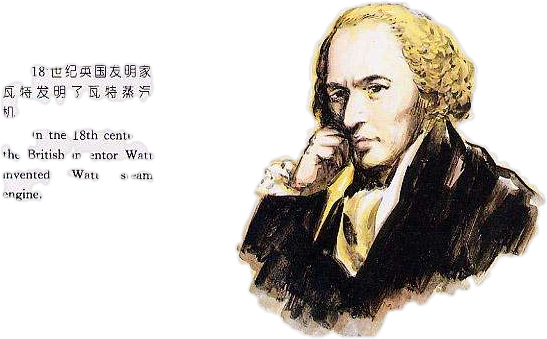 18世纪英国发明家
瓦特发明了瓦特蒸汽
机
in the 18th
the British Watt
invented Watt
engine.